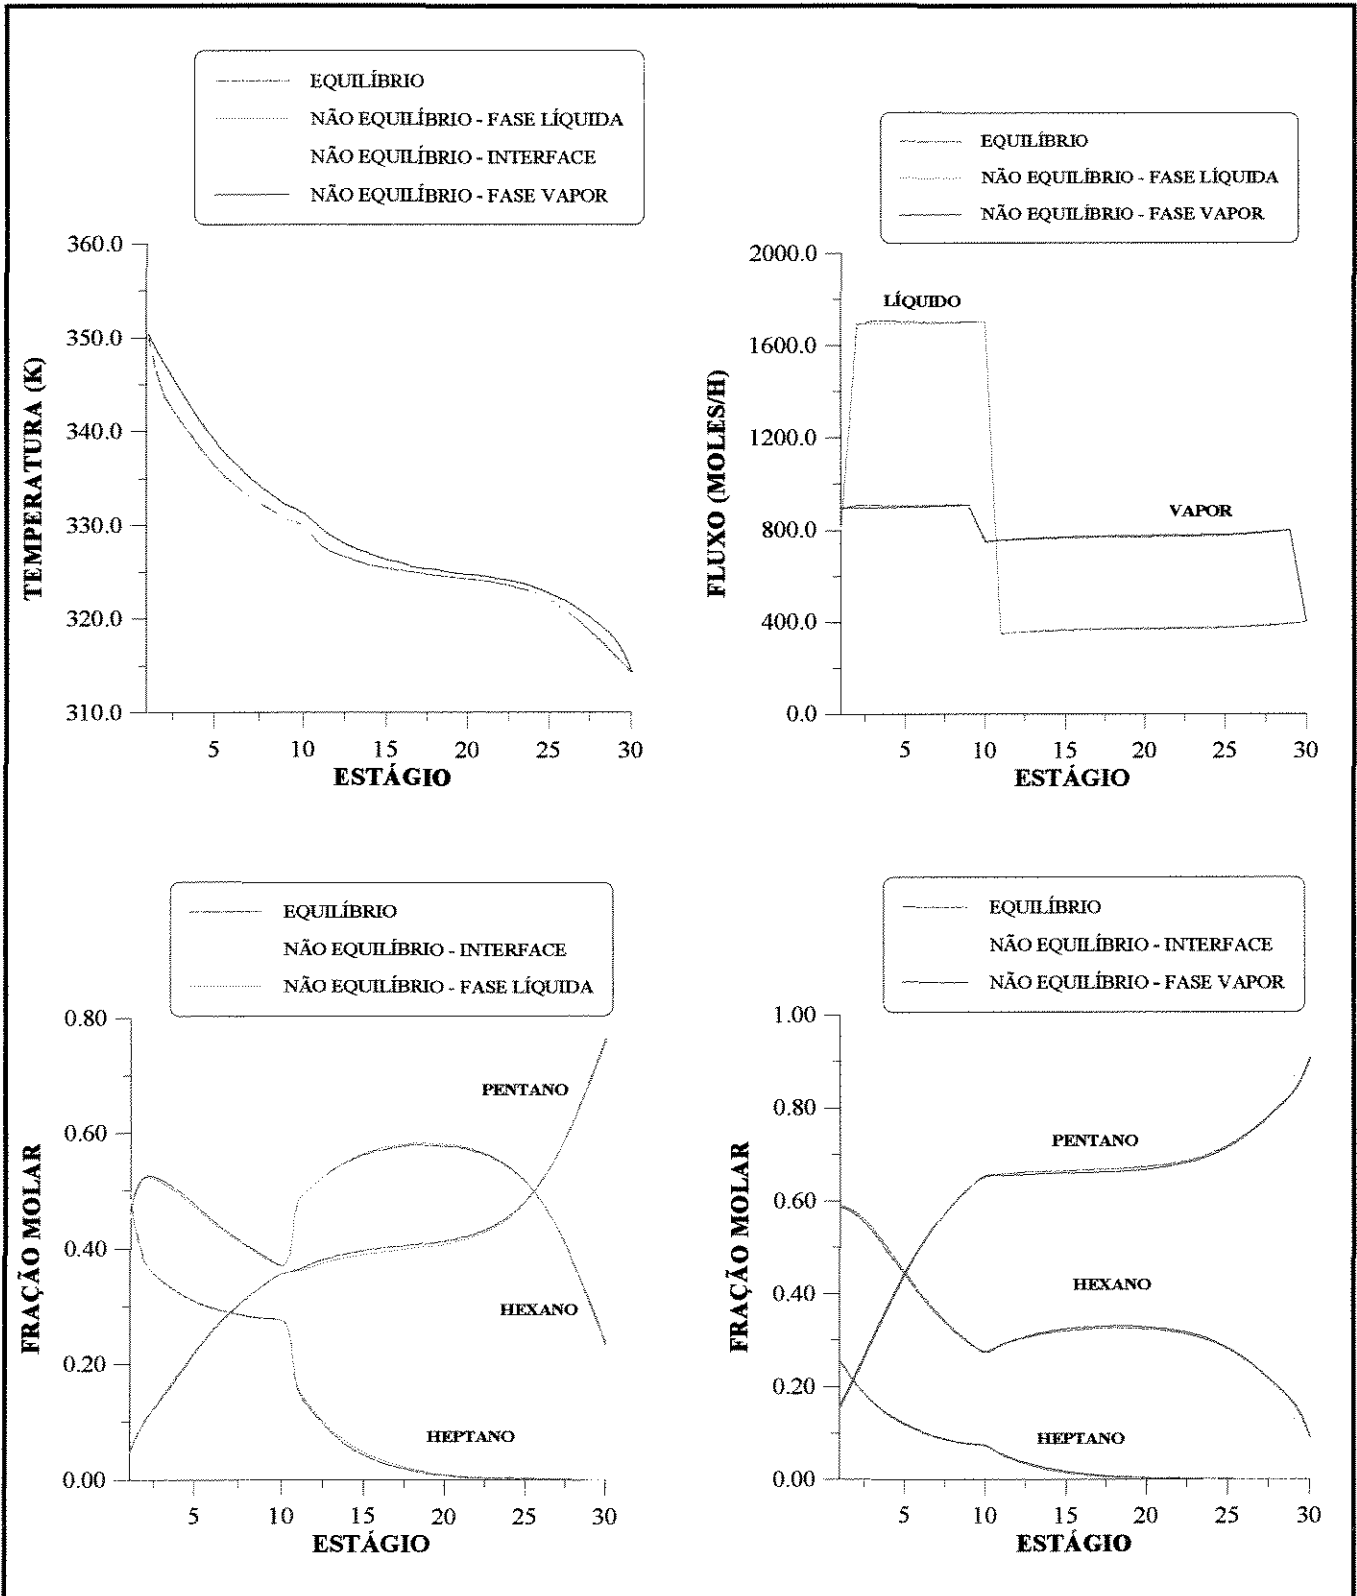 EQUILÍBRIO
NÃO EQUILÍBRIO - FASE LÍQUIDA
NÃO EQUILÍBRIO - INTERFACE
NÃO EQUILÍBRIO - FASE VAPOR
360.0
350.0
340.0
330.0
320.0
310.0
TEMPERATURA (K)
5 10 15 20 25 30
ESTÁGIO
EQUILÍBRIO
NÃO EQUILÍBRIO - FASE LÍQUIDA
NÃO EQUILÍBRIO - FASE VAPOR
2000.0
1600.0
1200.0
800.0
400.0
0.0
FLUXO (MOLES/H)
LÍQUIDO
VAPOR
5 10 15 20 25 30
ESTÁGIO
EQUILÍBRIO
NÃO EQUILÍBRIO - INTERFACE
NÃO EQUILÍBRIO - FASE LÍQUIDA
0.80
0.60
0.40
0.20
0.00
FRAÇÃO MOLAR
PENTANO
HEXANO
HEPTANO
5 10 15 20 25 30
ESTÁGIO
EQUILÍBRIO
NÃO EQUILÍBRIO - INTERFACE
NÃO EQUILÍBRIO - FASE VAPOR
1.00
0.80
0.60
0.40
0.20
0.00
FRAÇÃO MOLAR
PENTANO
HEXANO
HEPTANO
5 10 15 20 25 30
ESTÁGIO